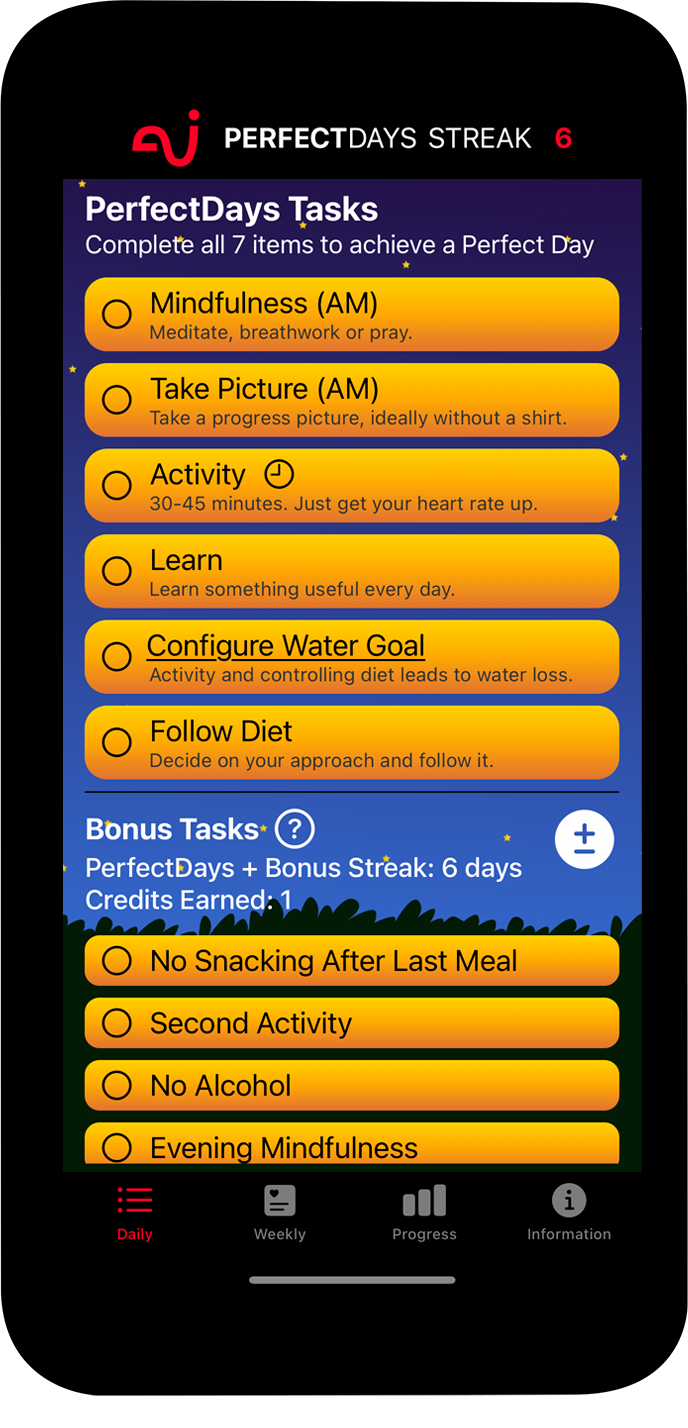 PERFECTDAYS STREAK 6
PerfectDays Tasks
Complete all 7 items to achieve a Perfect Day
Mindfulness (AM)
Meditate, breathwork or pray.
Take Picture (AM)
Take a progress picture, ideally without a shirt.
Activity
30-45 minutes. Just get your heart rate up.
Learn
Learn something useful every day.
Configure Water Goal
Activity and controlling diet leads to water loss.
Follow Diet
Decide on your approach and follow it.
Bonus Tasks ?
PerfectDays + Bonus Streak: 6 days
Credits Earned: 1
No Snacking After Last Meal
Second Activity
No Alcohol
Evening Mindfulness
Daily Weekly Progress Information